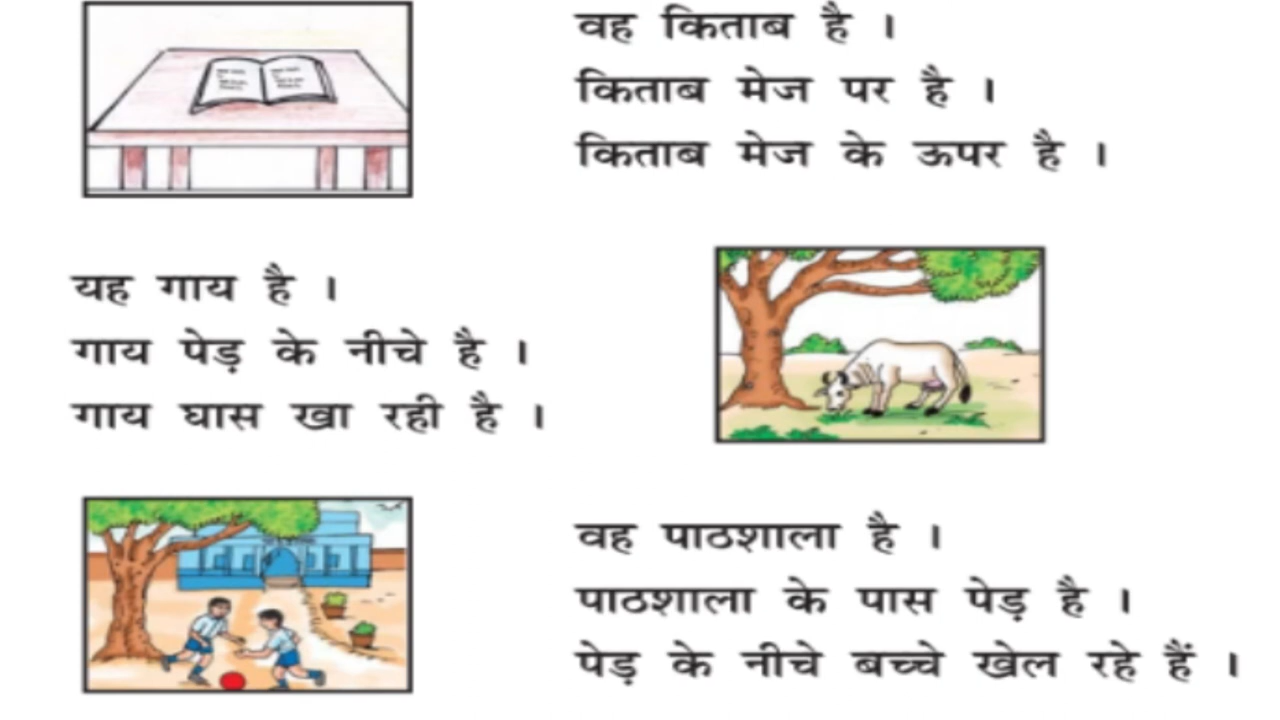 वह किताब है ।
किताब मेज पर है ।
किताब मेज के ऊपर है ।
यह गाय है ।
गाय पेड़ के नीचे है ।
गाय घास खा रही है ।
वह पाठशाला है ।
पाठशाला के पास पेड़ है ।
पेड़ के नीचे बच्चे खेल रहे हैं ।